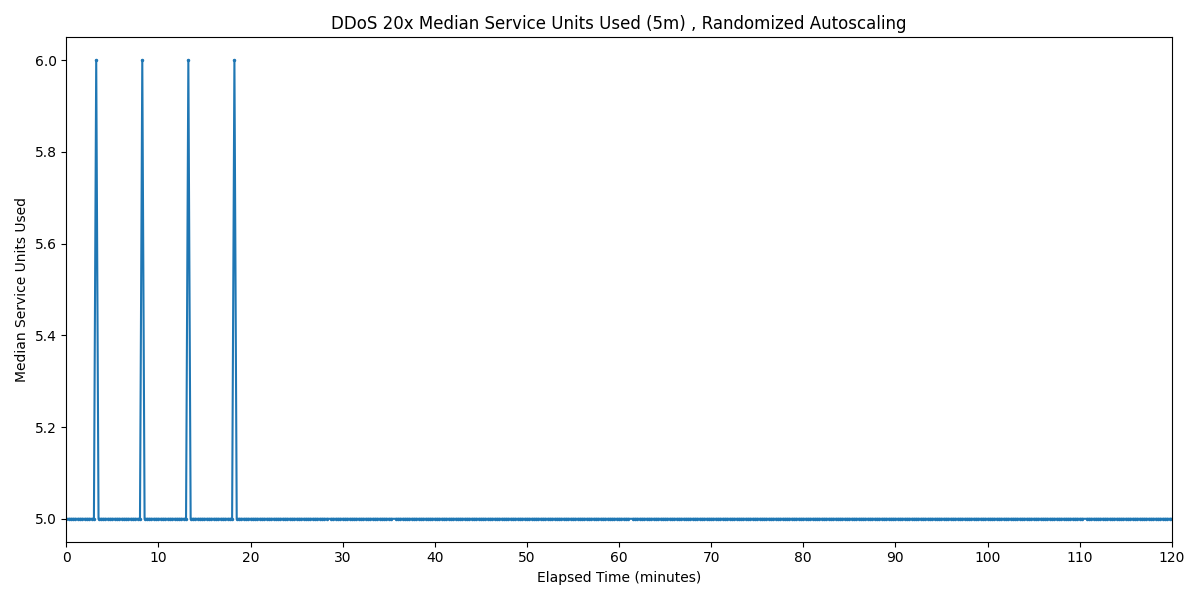 DDoS 20x Median Service Units Used (5m) , Randomized Autoscaling
6.0
5.8
5.6
5.4
5.2
5.0
Median Service Units Used
0 10 20 30 40 50 60 70 80 90 100 110 120
Elapsed Time (minutes)